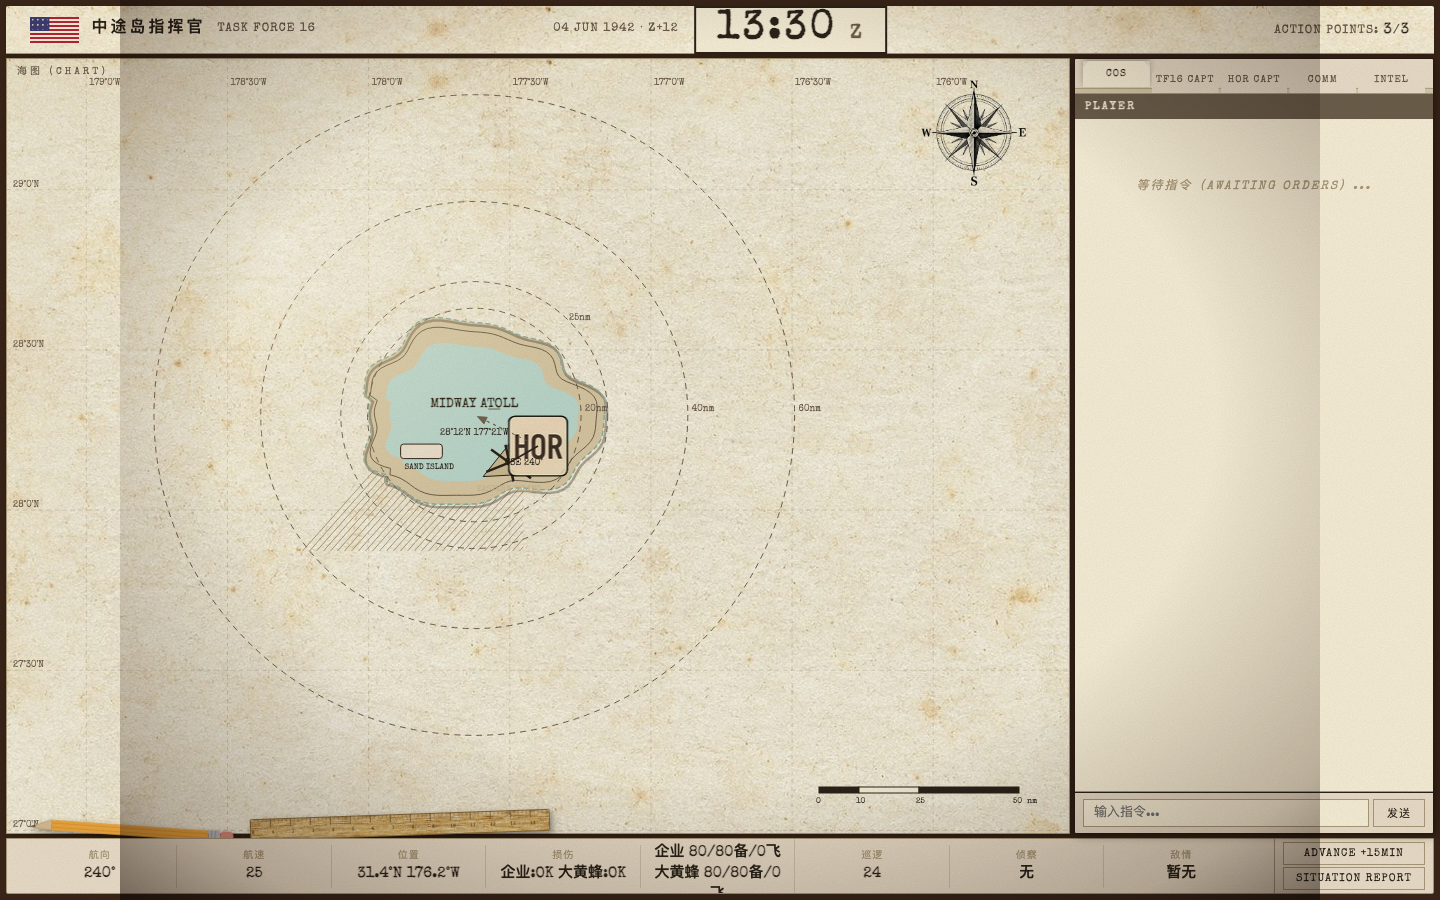 中途岛指挥官 TASK FORCE 16
04 JUN 1942 · Z+12
13:30 Z
ACTION POINTS: 3/3
海图 (CHART)
179°0'W 178°30'W 178°0'W 177°30'W 177°0'W 176°30'W 176°0'W
N
W E
S
29°0'N
28°30'N
28°0'N
27°30'N
27°0'N
25nm
20nm
40nm
60nm
MIDWAY ATOLL
28°12'N 177°21'W
HOR
SAND ISLAND
0 10 25 50 nm
COS TF16 CAPT HOR CAPT COMM INTEL
PLAYER
等待指令 (AWAITING ORDERS) ...
输入指令...
发送
航向
240°
航速
25
位置
31.4°N 176.2°W
损伤
企业:OK 大黄蜂:OK
企业 80/80备/0飞
大黄蜂 80/80备/0
飞
巡逻
24
侦察
无
敌情
暂无
ADVANCE +15MIN
SITUATION REPORT